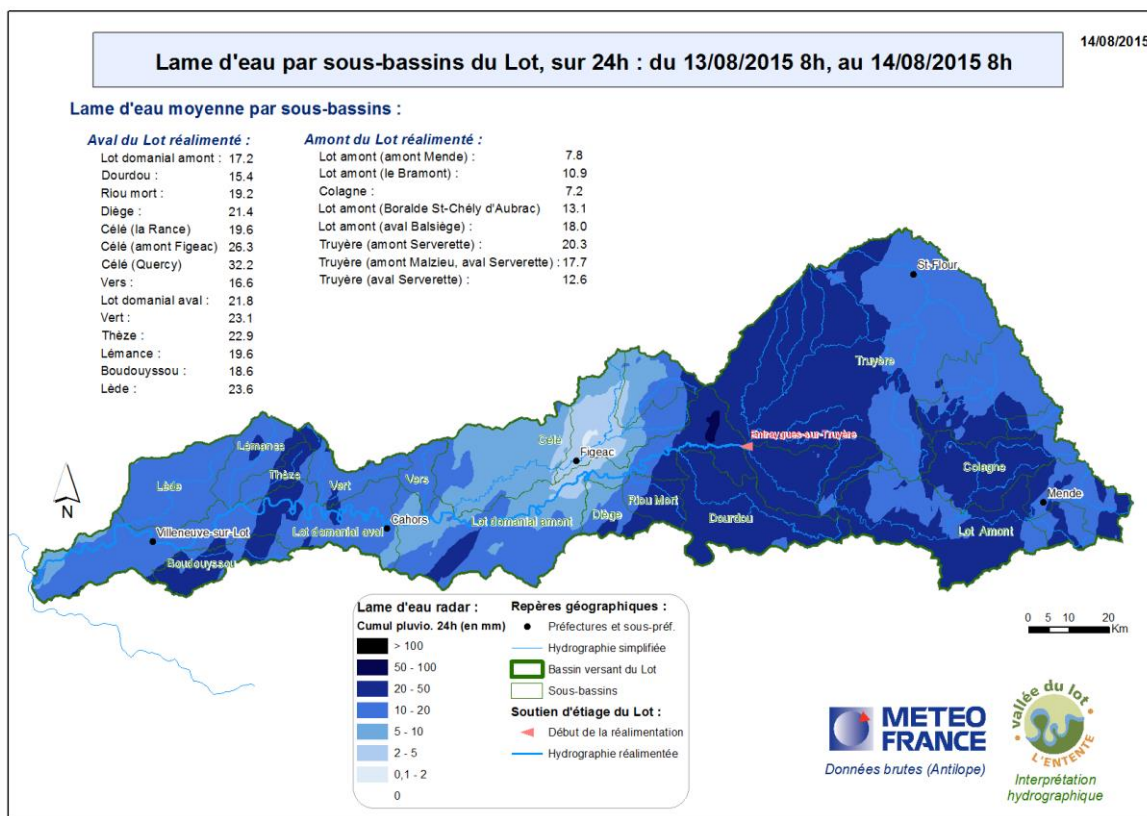 14/08/2015
Lame d'eau par sous-bassins du Lot, sur 24h : du 13/08/2015 8h, au 14/08/2015 8h
Lame d'eau moyenne par sous-bassins :
Aval du Lot réalimenté :
Lot domanial amont : 17.2
Dourdou : 15.4
Riou mort : 19.2
Diège : 21.4
Célé (la Rance) 19.6
Célé (amont Figeac) 26.3
Célé (Quercy) 32.2
Vers : 16.6
Lot domanial aval : 21.8
Vert : 23.1
Thèze : 22.9
Lémance : 19.6
Boudouyssou : 18.6
Lède : 23.6
Amont du Lot réalimenté :
Lot amont (amont Mende) : 7.8
Lot amont (le Bramont) : 10.9
Colagne : 7.2
Lot amont (Boralde St-Chély d'Aubrac) 13.1
Lot amont (aval Balsiège) : 18.0
Truyère (amont Serverette) : 20.3
Truyère (amont Malzieu, aval Serverette) : 17.7
Truyère (aval Serverette) : 12.6
St-Flour
Truyère
Entraygues-sur-Truyère
Célé
Figeac
Lémance
Thèze
Vert
Vers
Lède
Colagne
Mende
Riou Mort
Diège
Dourdou
Lot domanial amont
Cahors
Lot domanial aval
Villeneuve-sur-Lot
Boudouyssou
Lot Amont
N
Lame d'eau radar :
Cumul pluvio. 24h (en mm)
> 100
50 - 100
20 - 50
10 - 20
5 - 10
2 - 5
0,1 - 2
0
Repères géographiques :
Préfectures et sous-préf.
Hydrographie simplifiée
Bassin versant du Lot
Sous-bassins
Soutien d'étiage du Lot :
Début de la réalimentation
Hydrographie réalimentée
0 5 10 20
Km
METEO
FRANCE
Données brutes (Antilope)
vallée du lot
L'ENTENTE
Interprétation
hydrographique